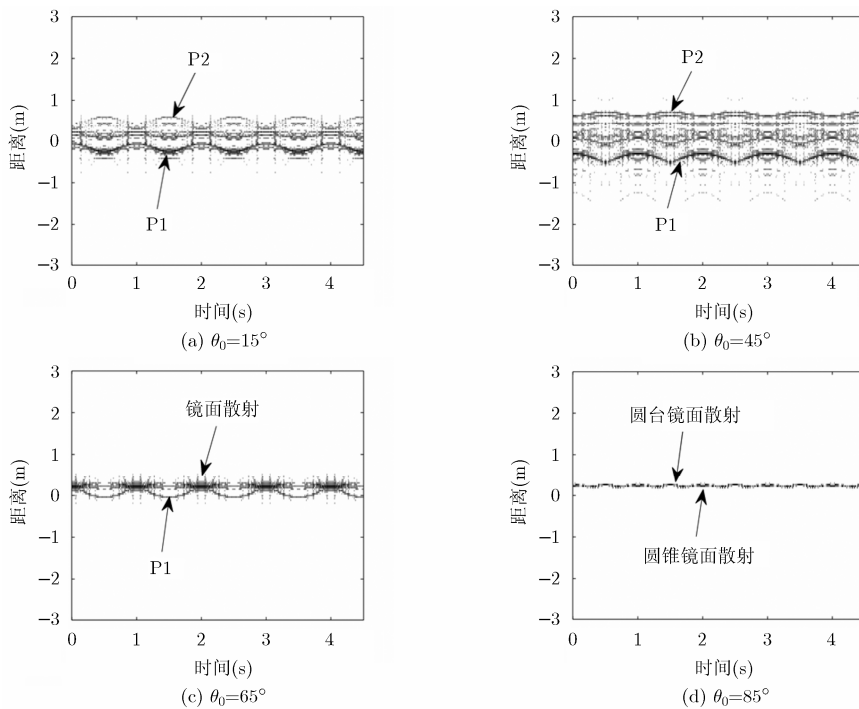 3
2
P2
1
距离(m)
0
−1
P1
−2
−3
0 1 2 3 4
时间(s)
(a) θ₀=15°
3
2
P2
1
距离(m)
0
−1
P1
−2
−3
0 1 2 3 4
时间(s)
(b) θ₀=45°
3
2
镜面散射
1
距离(m)
0
−1
P1
−2
−3
0 1 2 3 4
时间(s)
(c) θ₀=65°
3
2
圆台镜面散射
1
距离(m)
0
−1
圆锥镜面散射
−2
−3
0 1 2 3 4
时间(s)
(d) θ₀=85°